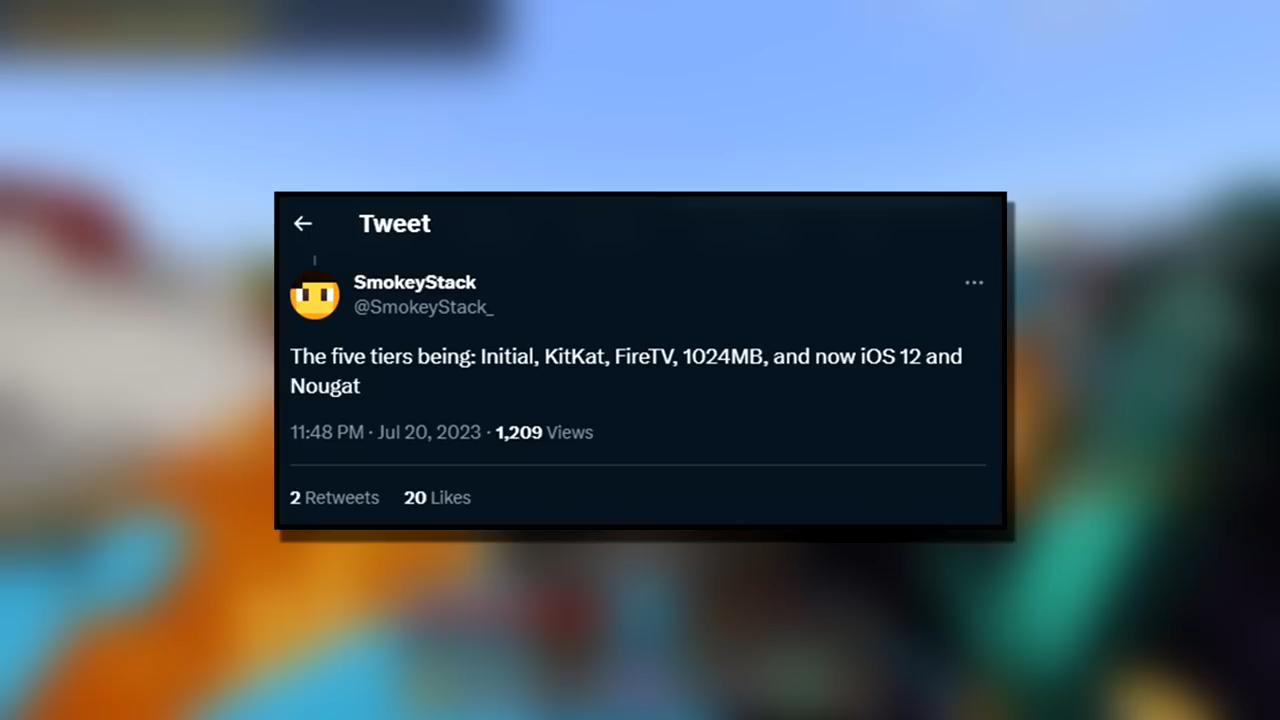 Tweet
SmokeyStack
@SmokeyStack_
The five tiers being: Initial, KitKat, FireTV, 1024MB, and now iOS 12 and
Nougat
11:48 PM · Jul 20, 2023 · 1,209 Views
2 Retweets 20 Likes